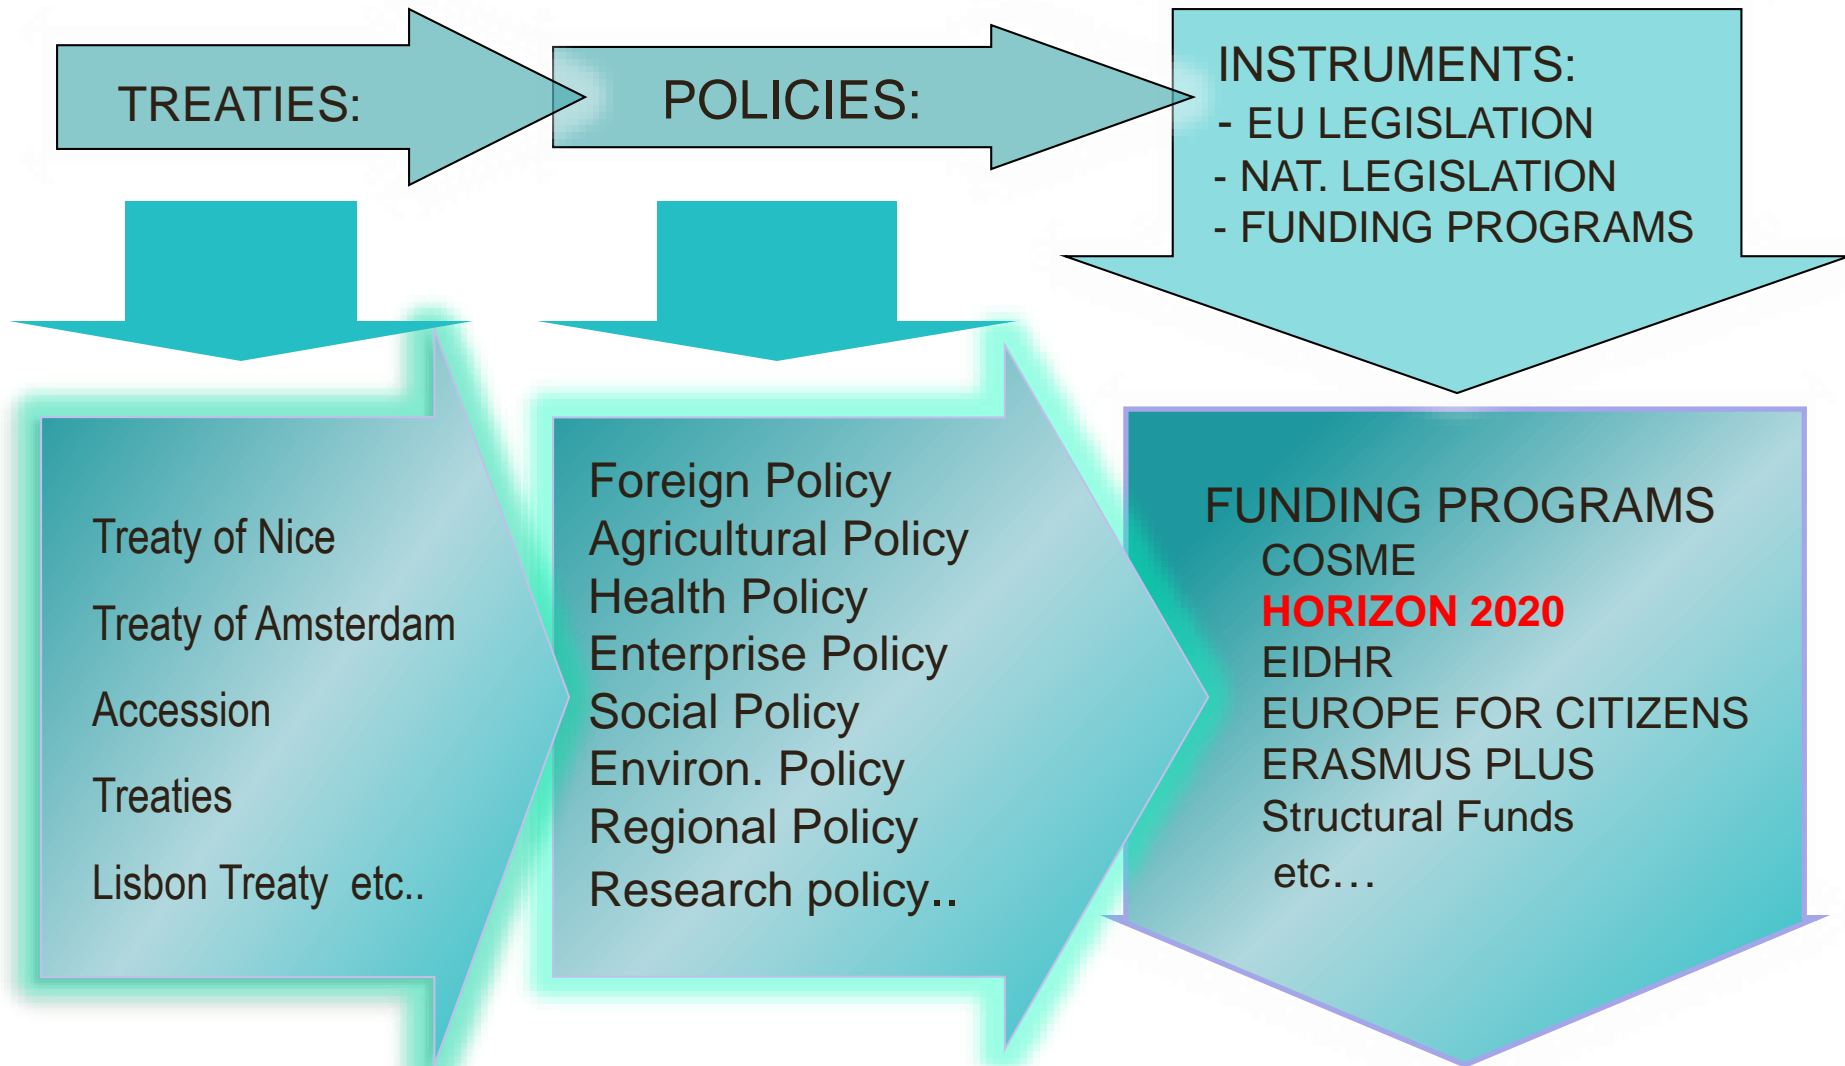 TREATIES:
POLICIES:
INSTRUMENTS:
- EU LEGISLATION
- NAT. LEGISLATION
- FUNDING PROGRAMS
Treaty of Nice
Treaty of Amsterdam
Accession
Treaties
Lisbon Treaty etc..
Foreign Policy
Agricultural Policy
Health Policy
Enterprise Policy
Social Policy
Environ. Policy
Regional Policy
Research policy..
FUNDING PROGRAMS
COSME
HORIZON 2020
EIDHR
EUROPE FOR CITIZENS
ERASMUS PLUS
Structural Funds
etc…